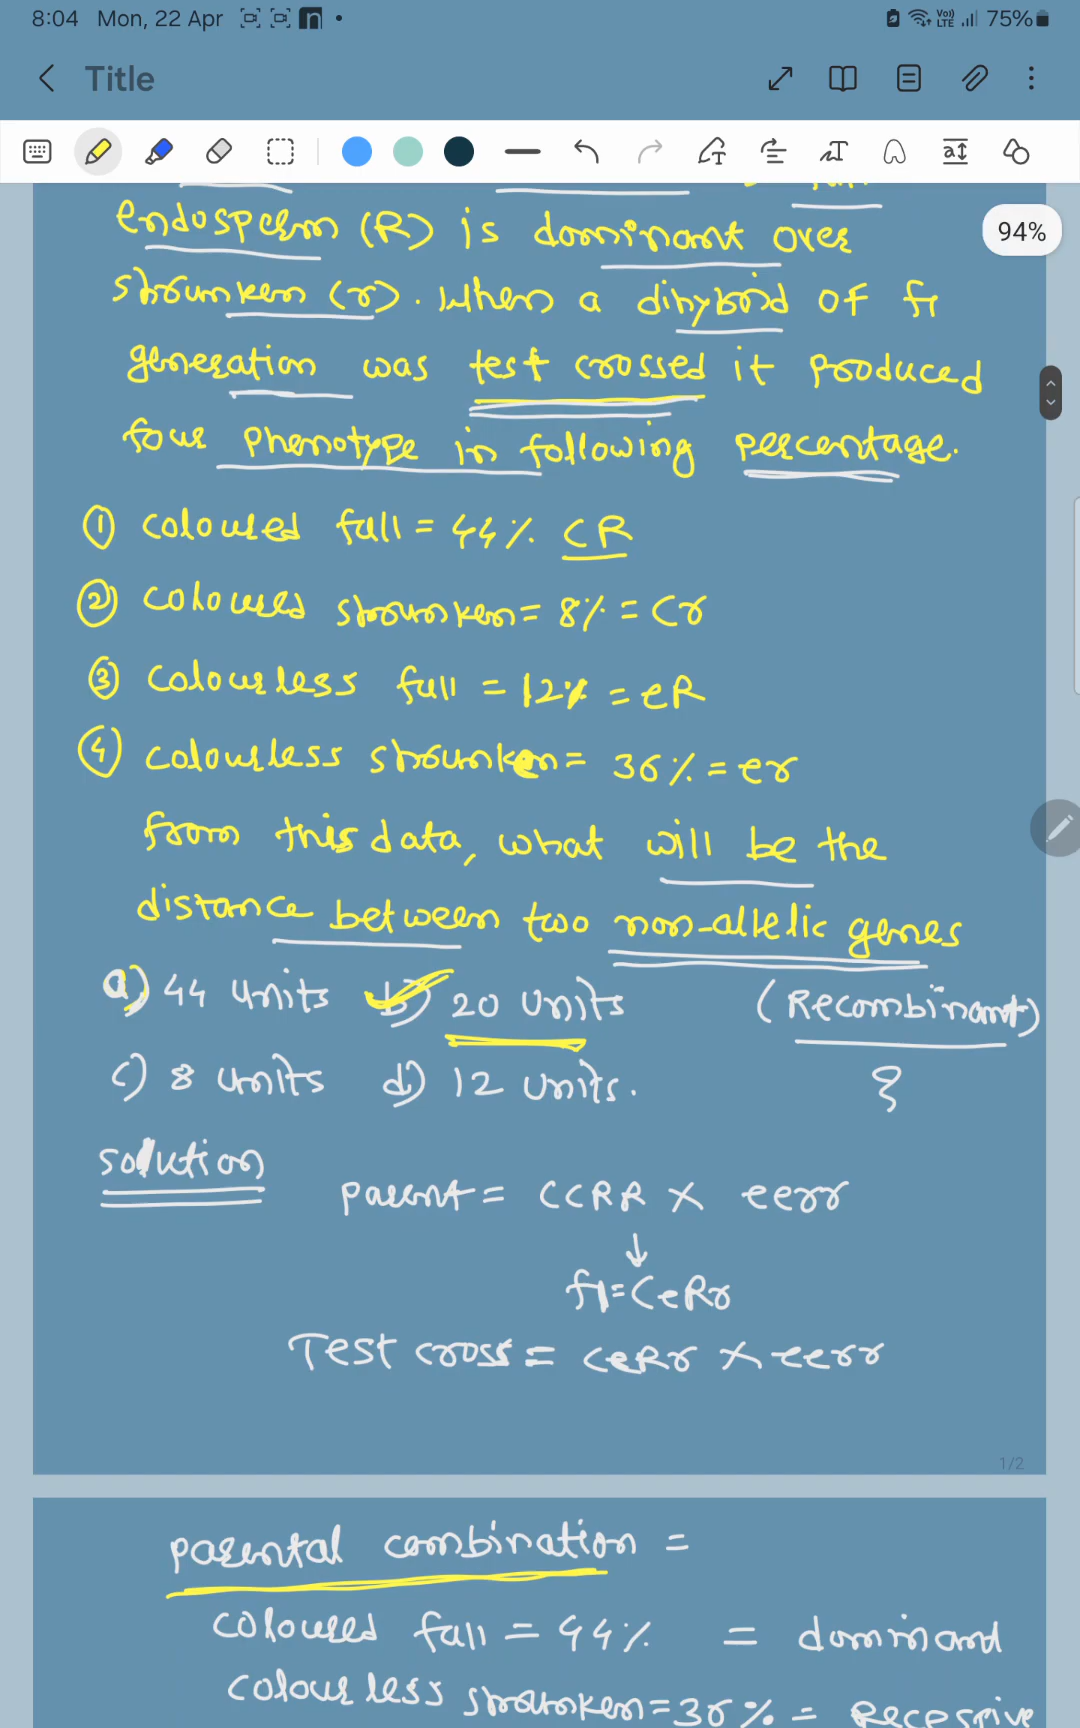 8:04 Mon, 22 Apr 75%
Title
94%
endosperm (R) is dominant over
shrunken (r). When a dihybrid of f1
generation was test crossed it produced
four phenotype in following percentage.
① coloured full = 44% CR
② coloured shrunken = 8% = Cr
③ colourless full = 12% = cR
④ colourless shrunken = 36% = cr
from this data, what will be the
distance between two non-allelic genes
a) 44 units b) 20 units (Recombinant)
c) 8 units d) 12 units.
solution
parent = CCRR X ccrr
↓
f1 = CcRr
Test cross = CcRr X ccrr
1/2
parental combination =
coloured full = 44% = dominand
colourless shrunken = 36% = Recessive